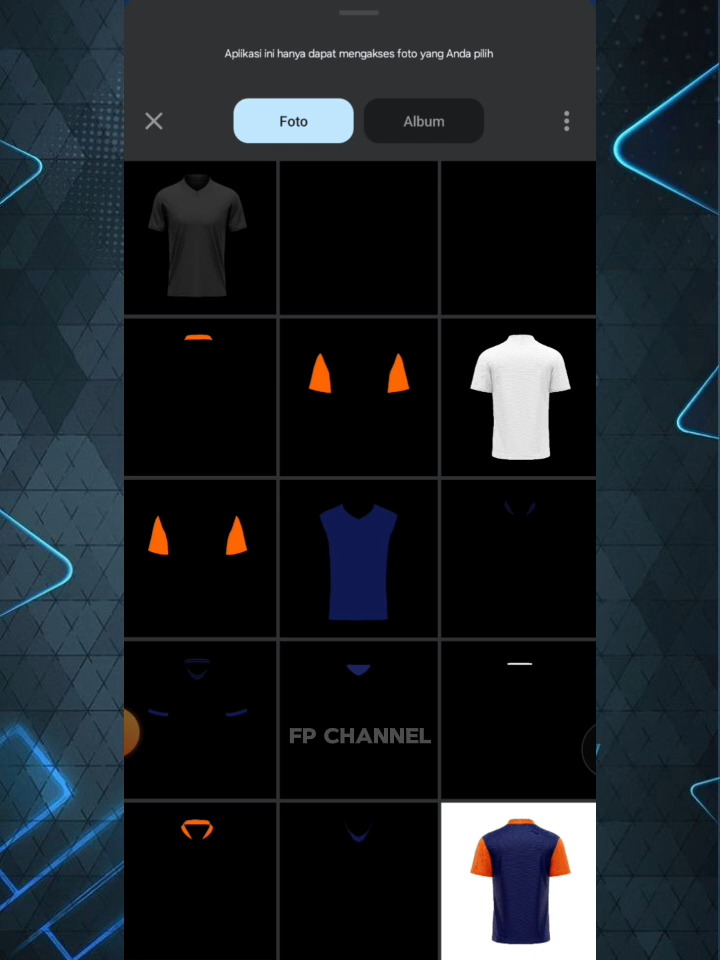 Aplikasi ini hanya dapat mengakses foto yang Anda pilih
Foto
Album
FP CHANNEL